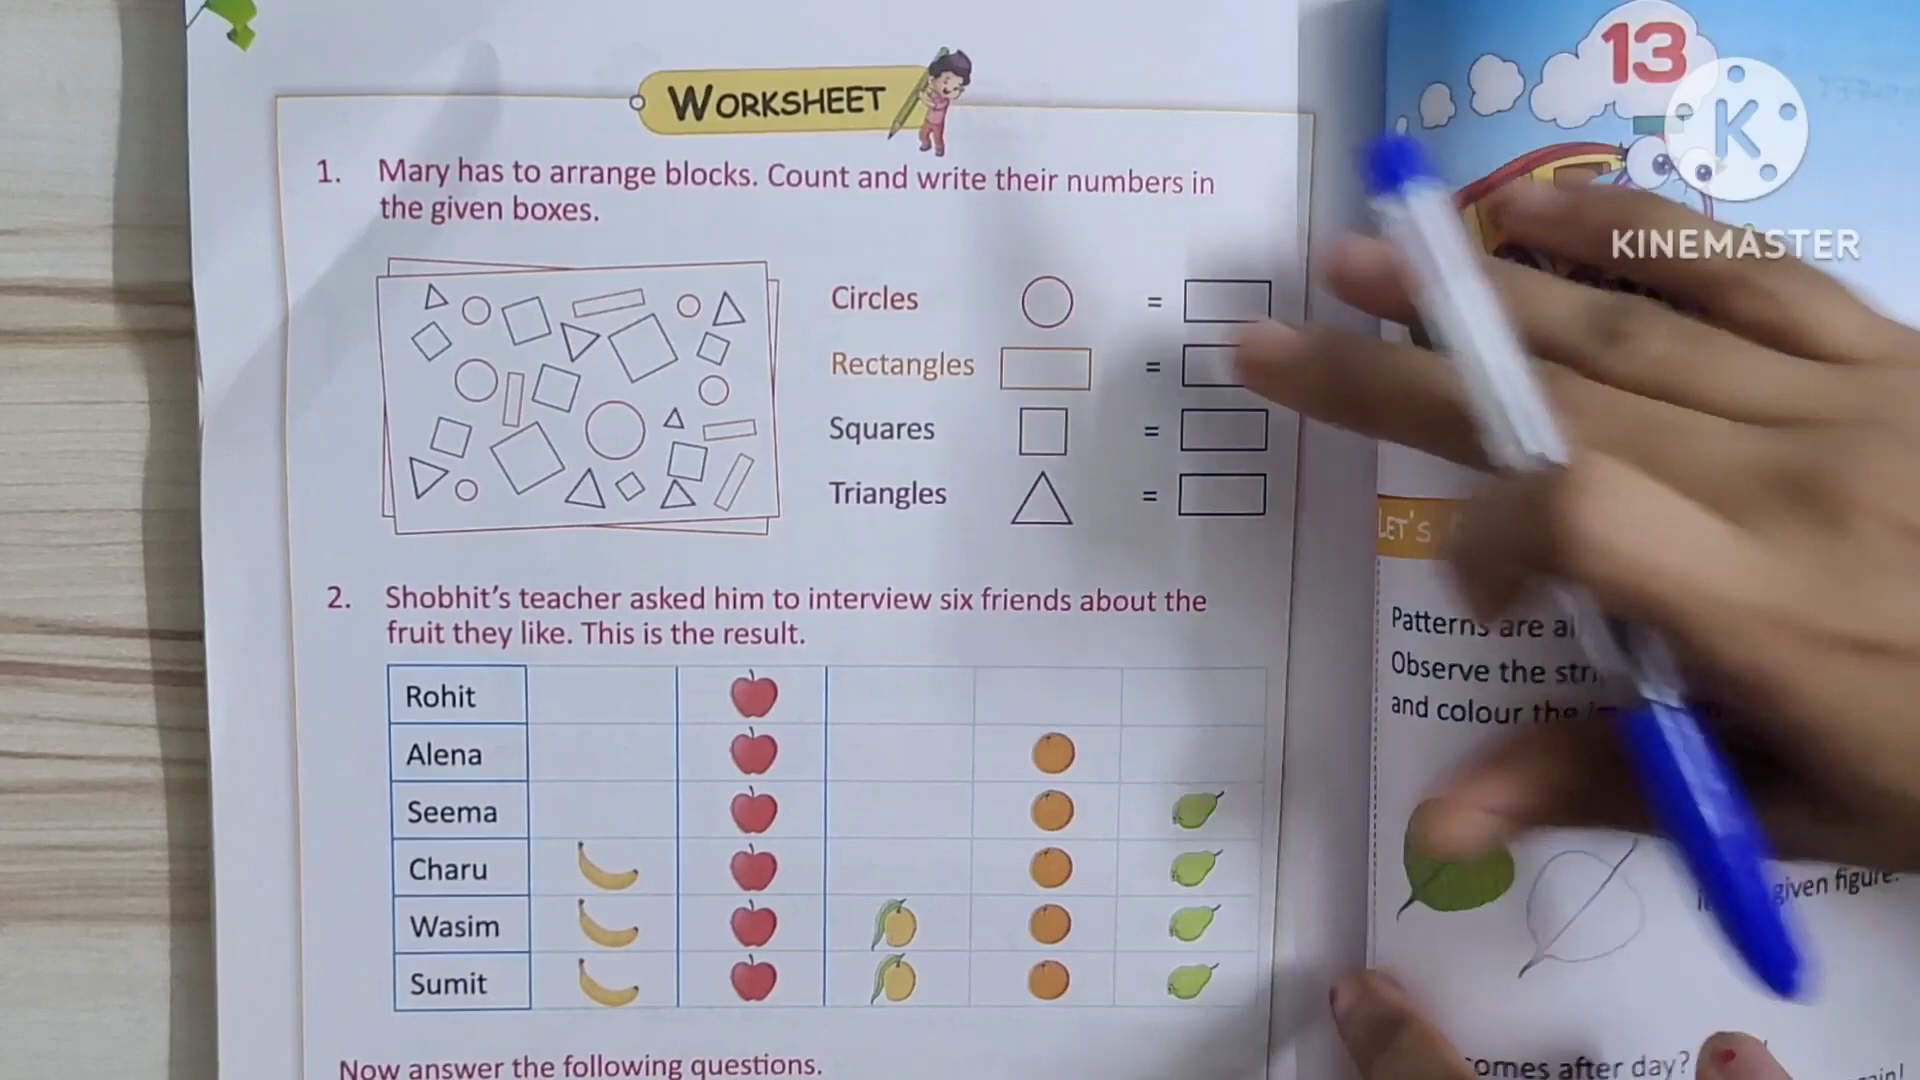 WORKSHEET
1. Mary has to arrange blocks. Count and write their numbers in
the given boxes.
Circles =
Rectangles =
Squares =
Triangles =
2. Shobhit's teacher asked him to interview six friends about the
fruit they like. This is the result.
Rohit
Alena
Seema
Charu
Wasim
Sumit
Now answer the following questions.
13
K
KINEMASTER
LET'S
Patterns are
Observe the
and colour the
given figure.
comes after day?